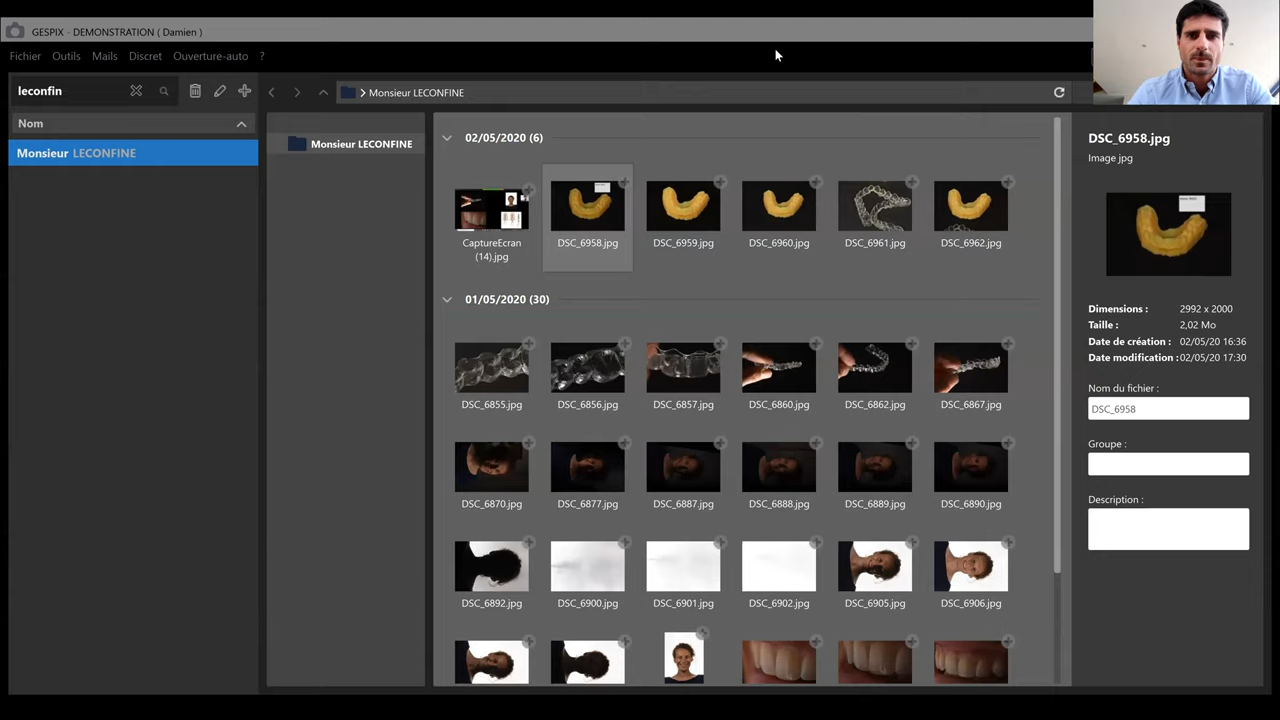 GESPIX - DEMONSTRATION ( Damien )
Fichier Outils Mails Discret Ouverture-auto ?
leconfin
Monsieur LECONFINE
Nom
Monsieur LECONFINE
Monsieur LECONFINE
02/05/2020 (6)
CaptureEcran
(14).jpg
DSC_6958.jpg
DSC_6959.jpg
DSC_6960.jpg
DSC_6961.jpg
DSC_6962.jpg
01/05/2020 (30)
DSC_6855.jpg
DSC_6856.jpg
DSC_6857.jpg
DSC_6860.jpg
DSC_6862.jpg
DSC_6867.jpg
DSC_6870.jpg
DSC_6877.jpg
DSC_6887.jpg
DSC_6888.jpg
DSC_6889.jpg
DSC_6890.jpg
DSC_6892.jpg
DSC_6900.jpg
DSC_6901.jpg
DSC_6902.jpg
DSC_6905.jpg
DSC_6906.jpg
DSC_6958.jpg
Image jpg
Dimensions : 2992 x 2000
Taille : 2,02 Mo
Date de création : 02/05/20 16:36
Date modification : 02/05/20 17:30
Nom du fichier :
DSC_6958
Groupe :
Description :